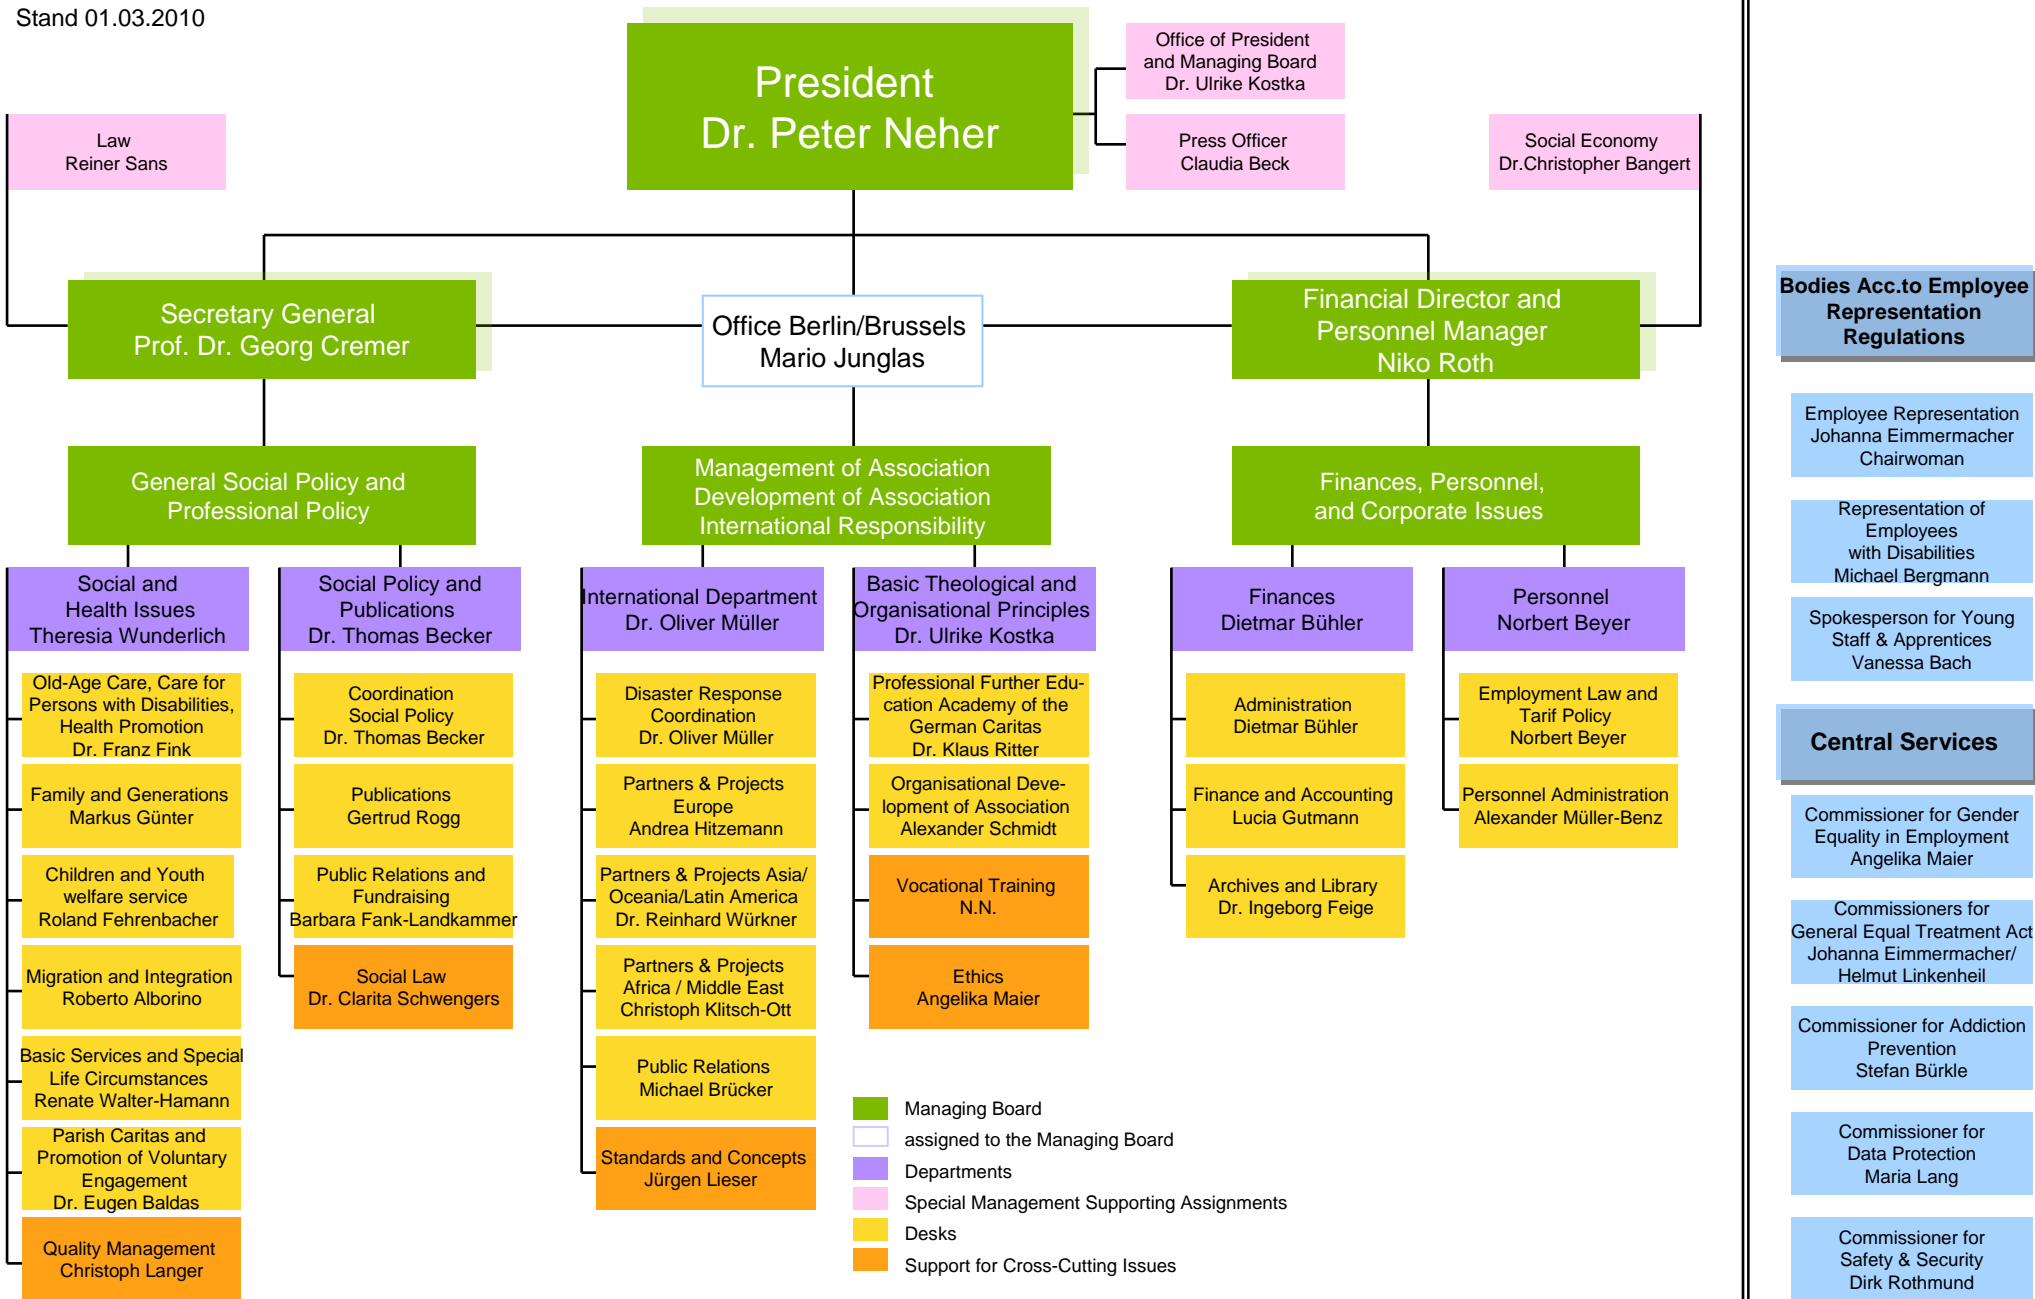 Stand 01.03.2010
President
Dr. Peter Neher
Office of President
and Managing Board
Dr. Ulrike Kostka
Press Officer
Claudia Beck
Law
Reiner Sans
Social Economy
Dr.Christopher Bangert
Secretary General
Prof. Dr. Georg Cremer
Office Berlin/Brussels
Mario Junglas
Financial Director and
Personnel Manager
Niko Roth
General Social Policy and
Professional Policy
Management of Association
Development of Association
International Responsibility
Finances, Personnel,
and Corporate Issues
Social and
Health Issues
Theresia Wunderlich
Old-Age Care, Care for
Persons with Disabilities,
Health Promotion
Dr. Franz Fink
Family and Generations
Markus Günter
Children and Youth
welfare service
Roland Fehrenbacher
Migration and Integration
Roberto Alborino
Basic Services and Special
Life Circumstances
Renate Walter-Hamann
Parish Caritas and
Promotion of Voluntary
Engagement
Dr. Eugen Baldas
Quality Management
Christoph Langer
Social Policy and
Publications
Dr. Thomas Becker
Coordination
Social Policy
Dr. Thomas Becker
Publications
Gertrud Rogg
Public Relations and
Fundraising
Barbara Fank-Landkammer
Social Law
Dr. Clarita Schwengers
International Department
Dr. Oliver Müller
Disaster Response
Coordination
Dr. Oliver Müller
Partners & Projects
Europe
Andrea Hitzemann
Partners & Projects Asia/
Oceania/Latin America
Dr. Reinhard Würkner
Partners & Projects
Africa / Middle East
Christoph Klitsch-Ott
Public Relations
Michael Brücker
Standards and Concepts
Jürgen Lieser
Basic Theological and
Organisational Principles
Dr. Ulrike Kostka
Professional Further Edu-
cation Academy of the
German Caritas
Dr. Klaus Ritter
Organisational Deve-
lopment of Association
Alexander Schmidt
Vocational Training
N.N.
Ethics
Angelika Maier
Finances
Dietmar Bühler
Administration
Dietmar Bühler
Finance and Accounting
Lucia Gutmann
Archives and Library
Dr. Ingeborg Feige
Personnel
Norbert Beyer
Employment Law and
Tarif Policy
Norbert Beyer
Personnel Administration
Alexander Müller-Benz
Managing Board
assigned to the Managing Board
Departments
Special Management Supporting Assignments
Desks
Support for Cross-Cutting Issues
Bodies Acc.to Employee
Representation
Regulations
Employee Representation
Johanna Eimmermacher
Chairwoman
Representation of
Employees
with Disabilities
Michael Bergmann
Spokesperson for Young
Staff & Apprentices
Vanessa Bach
Central Services
Commissioner for Gender
Equality in Employment
Angelika Maier
Commissioners for
General Equal Treatment Act
Johanna Eimmermacher/
Helmut Linkenheil
Commissioner for Addiction
Prevention
Stefan Bürkle
Commissioner for
Data Protection
Maria Lang
Commissioner for
Safety & Security
Dirk Rothmund